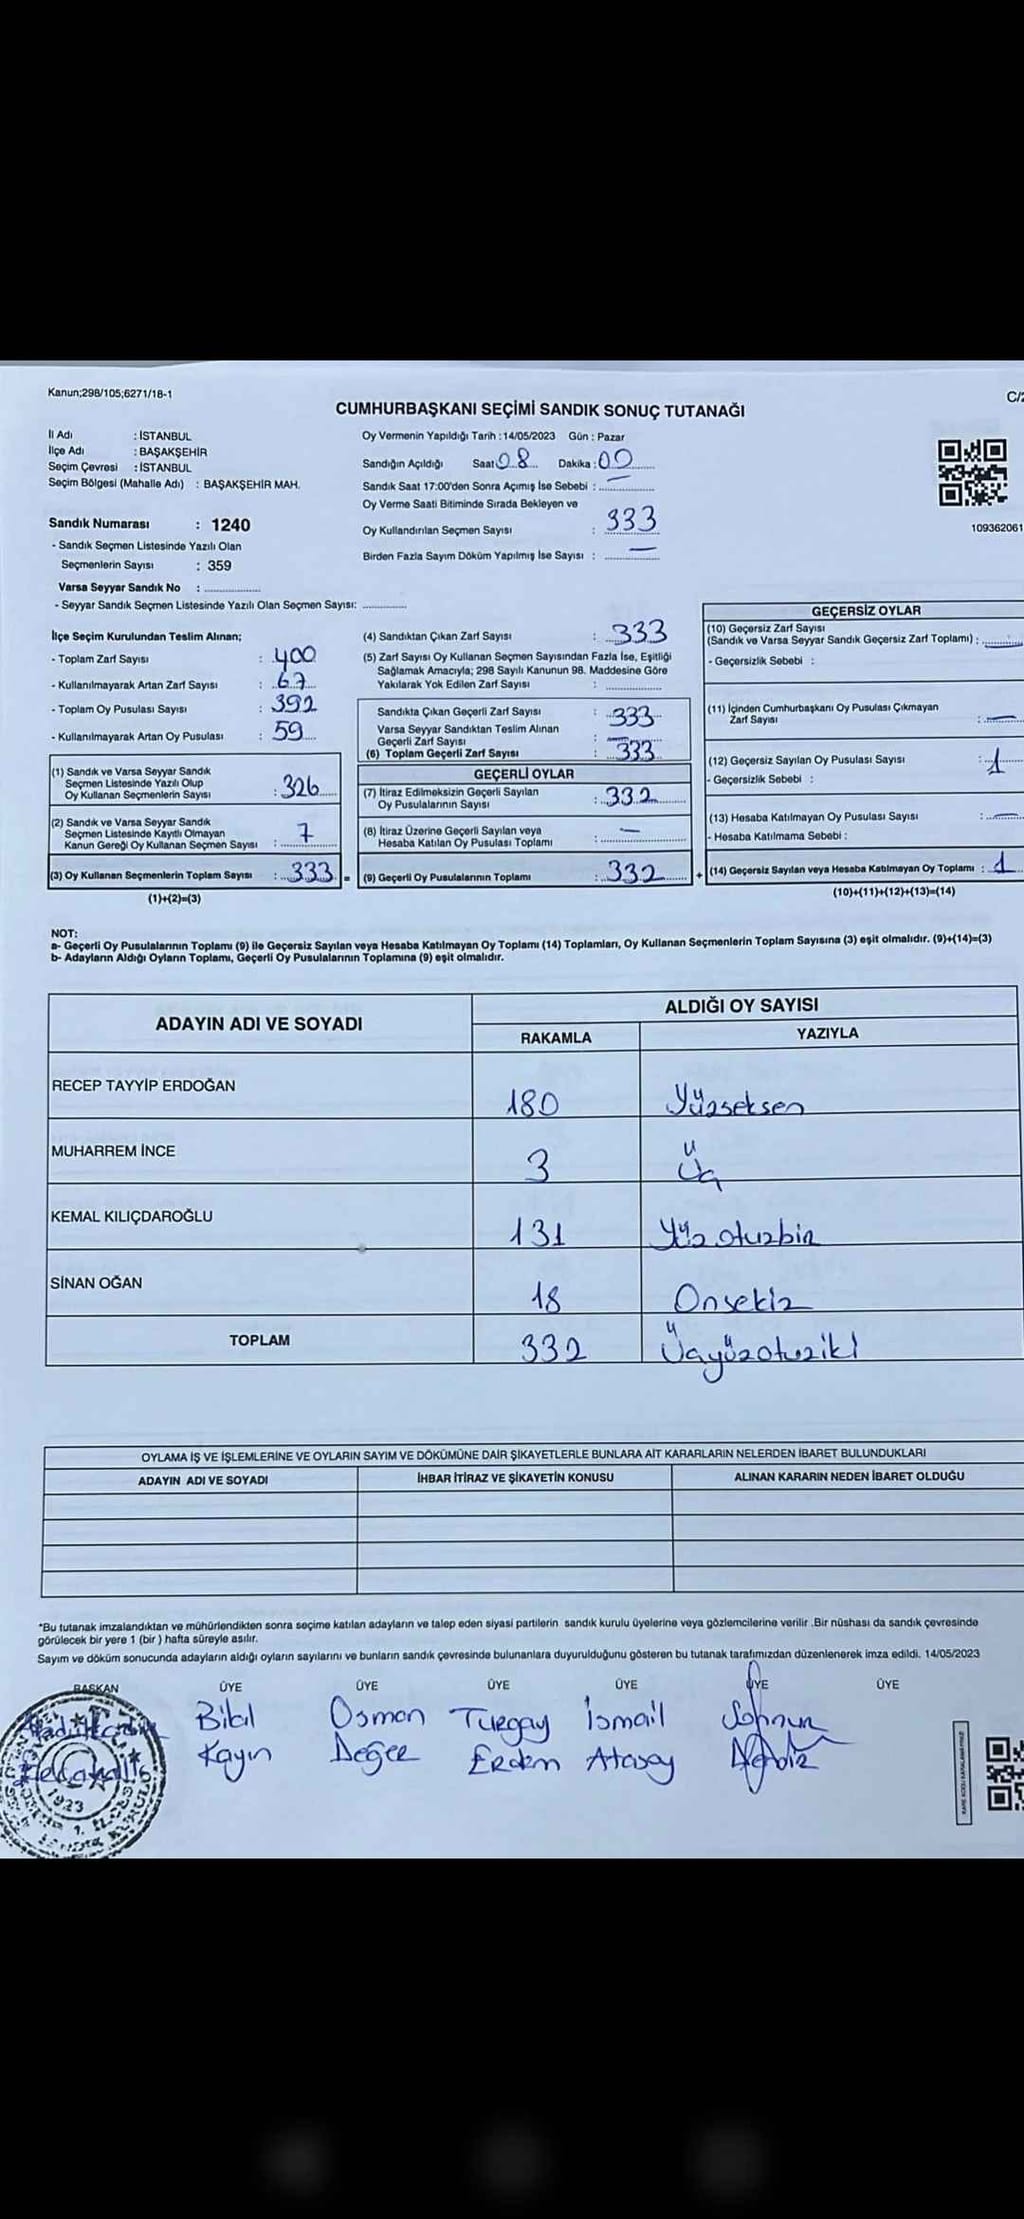 Kanun;298/105;6271/18-1
C/2
CUMHURBAŞKANI SEÇİMİ SANDIK SONUÇ TUTANAĞI
İl Adı : İSTANBUL
İlçe Adı : BAŞAKŞEHİR
Seçim Çevresi : İSTANBUL
Seçim Bölgesi (Mahalle Adı) : BAŞAKŞEHİR MAH.
Sandık Numarası : 1240
- Sandık Seçmen Listesinde Yazılı Olan
Seçmenlerin Sayısı : 359
Varsa Seyyar Sandık No : ..............
- Seyyar Sandık Seçmen Listesinde Yazılı Olan Seçmen Sayısı: ............
Oy Vermenin Yapıldığı Tarih : 14/05/2023 Gün : Pazar
Sandığın Açıldığı Saat 08 Dakika : 00
Sandık Saat 17:00'den Sonra Açımış İse Sebebi : —
Oy Verme Saati Bitiminde Sırada Bekleyen ve
Oy Kullandırılan Seçmen Sayısı : 333
Birden Fazla Sayım Döküm Yapılmış İse Sayısı : —
109362061
İlçe Seçim Kurulundan Teslim Alınan;
- Toplam Zarf Sayısı : 400
- Kullanılmayarak Artan Zarf Sayısı : 67
- Toplam Oy Pusulası Sayısı : 392
- Kullanılmayarak Artan Oy Pusulası : 59
(1) Sandık ve Varsa Seyyar Sandık
Seçmen Listesinde Yazılı Olup
Oy Kullanan Seçmenlerin Sayısı : 326
(2) Sandık ve Varsa Seyyar Sandık
Seçmen Listesinde Kayıtlı Olmayan
Kanun Gereği Oy Kullanan Seçmen Sayısı : 7
(3) Oy Kullanan Seçmenlerin Toplam Sayısı : 333 =
(1)+(2)=(3)
(4) Sandıktan Çıkan Zarf Sayısı : 333
(5) Zarf Sayısı Oy Kullanan Seçmen Sayısından Fazla İse, Eşitliği
Sağlamak Amacıyla; 298 Sayılı Kanunun 98. Maddesine Göre
Yakılarak Yok Edilen Zarf Sayısı : ..............
Sandıkta Çıkan Geçerli Zarf Sayısı : 333
Varsa Seyyar Sandıktan Teslim Alınan
Geçerli Zarf Sayısı : —
(6) Toplam Geçerli Zarf Sayısı : 333
GEÇERLİ OYLAR
(7) İtiraz Edilmeksizin Geçerli Sayılan
Oy Pusulalarının Sayısı : 332
(8) İtiraz Üzerine Geçerli Sayılan veya
Hesaba Katılan Oy Pusulası Toplamı : —
(9) Geçerli Oy Pusulalarının Toplamı : 332 +
GEÇERSİZ OYLAR
(10) Geçersiz Zarf Sayısı
(Sandık ve Varsa Seyyar Sandık Geçersiz Zarf Toplamı) :
- Geçersizlik Sebebi :
(11) İçinden Cumhurbaşkanı Oy Pusulası Çıkmayan
Zarf Sayısı : —
(12) Geçersiz Sayılan Oy Pusulası Sayısı : 1
- Geçersizlik Sebebi :
(13) Hesaba Katılmayan Oy Pusulası Sayısı : —
- Hesaba Katılmama Sebebi :
(14) Geçersiz Sayılan veya Hesaba Katılmayan Oy Toplamı : 1
(10)+(11)+(12)+(13)=(14)
NOT:
a- Geçerli Oy Pusulalarının Toplamı (9) ile Geçersiz Sayılan veya Hesaba Katılmayan Oy Toplamı (14) Toplamları, Oy Kullanan Seçmenlerin Toplam Sayısına (3) eşit olmalıdır. (9)+(14)=(3)
b- Adayların Aldığı Oyların Toplamı, Geçerli Oy Pusulalarının Toplamına (9) eşit olmalıdır.
ADAYIN ADI VE SOYADI ALDIĞI OY SAYISI
RAKAMLA YAZIYLA
RECEP TAYYİP ERDOĞAN 180 Yüzseksen
MUHARREM İNCE 3 Üç
KEMAL KILIÇDAROĞLU 131 Yüzotuzbir
SİNAN OĞAN 18 Onsekiz
TOPLAM 332 Üçyüzotuziki
OYLAMA İŞ VE İŞLEMLERİNE VE OYLARIN SAYIM VE DÖKÜMÜNE DAİR ŞİKAYETLERLE BUNLARA AİT KARARLARIN NELERDEN İBARET BULUNDUKLARI
ADAYIN ADI VE SOYADI İHBAR İTİRAZ VE ŞİKAYETİN KONUSU ALINAN KARARIN NEDEN İBARET OLDUĞU
*Bu tutanak imzalandıktan ve mühürlendikten sonra seçime katılan adayların ve talep eden siyasi partilerin sandık kurulu üyelerine veya gözlemcilerine verilir .Bir nüshası da sandık çevresinde
görülecek bir yere 1 (bir ) hafta süreyle asılır.
Sayım ve döküm sonucunda adayların aldığı oyların sayılarını ve bunların sandık çevresinde bulunanlara duyurulduğunu gösteren bu tutanak tarafımızdan düzenlenerek imza edildi. 14/05/2023
BAŞKAN ÜYE ÜYE ÜYE ÜYE ÜYE ÜYE
Bilal Osman Turgay İsmail
Kayın Değer Erdem Atasay
1923